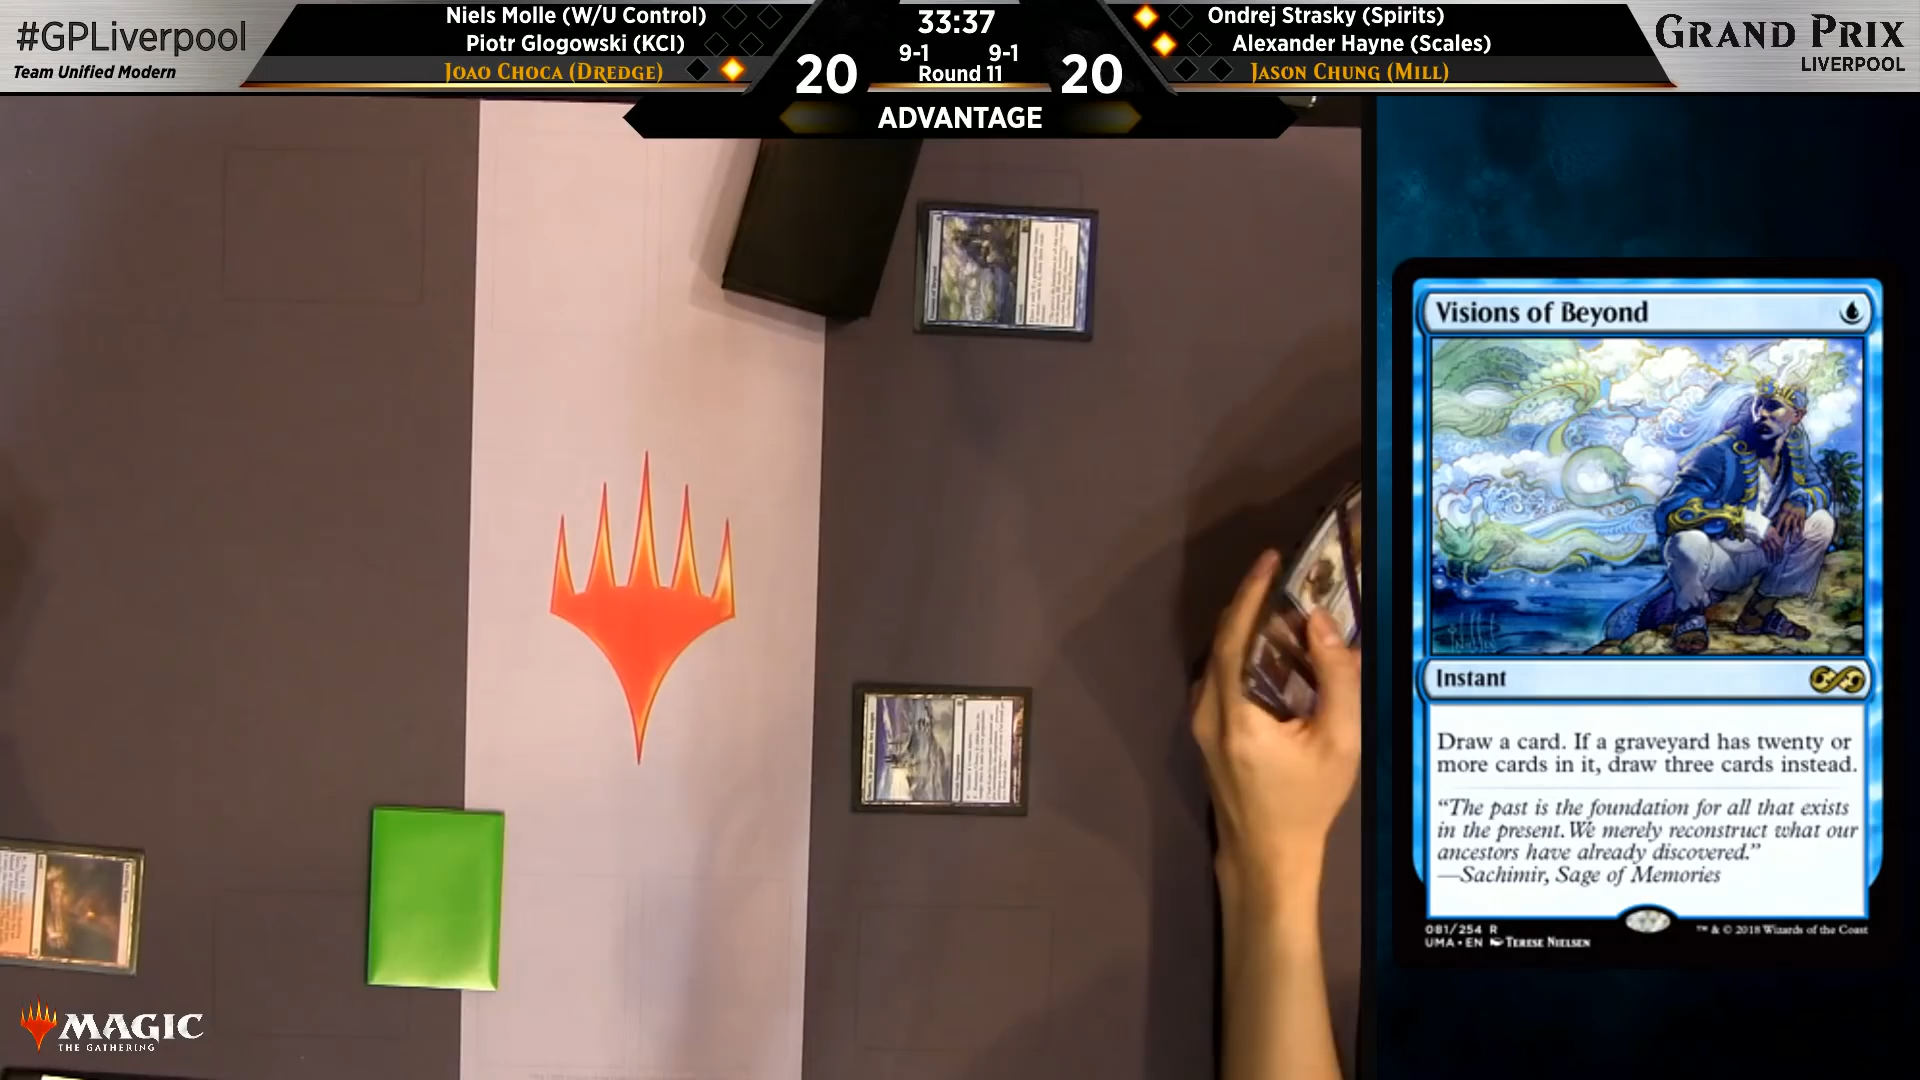 #GPLiverpool
Team Unified Modern
Niels Molle (W/U Control)
Piotr Glogowski (KCI)
Joao Choca (Dredge)
20
33:37
9-1 9-1
Round 11
20
ADVANTAGE
Ondrej Strasky (Spirits)
Alexander Hayne (Scales)
Jason Chung (Mill)
Grand Prix
LIVERPOOL
Visions of Beyond
Instant
Draw a card. If a graveyard has twenty or
more cards in it, draw three cards instead.
“The past is the foundation for all that exists
in the present. We merely reconstruct what our
ancestors have already discovered.”
—Sachimir, Sage of Memories
081/254 R
UMA • EN Terese Nielsen
™ & © 2018 Wizards of the Coast
MAGIC
THE GATHERING